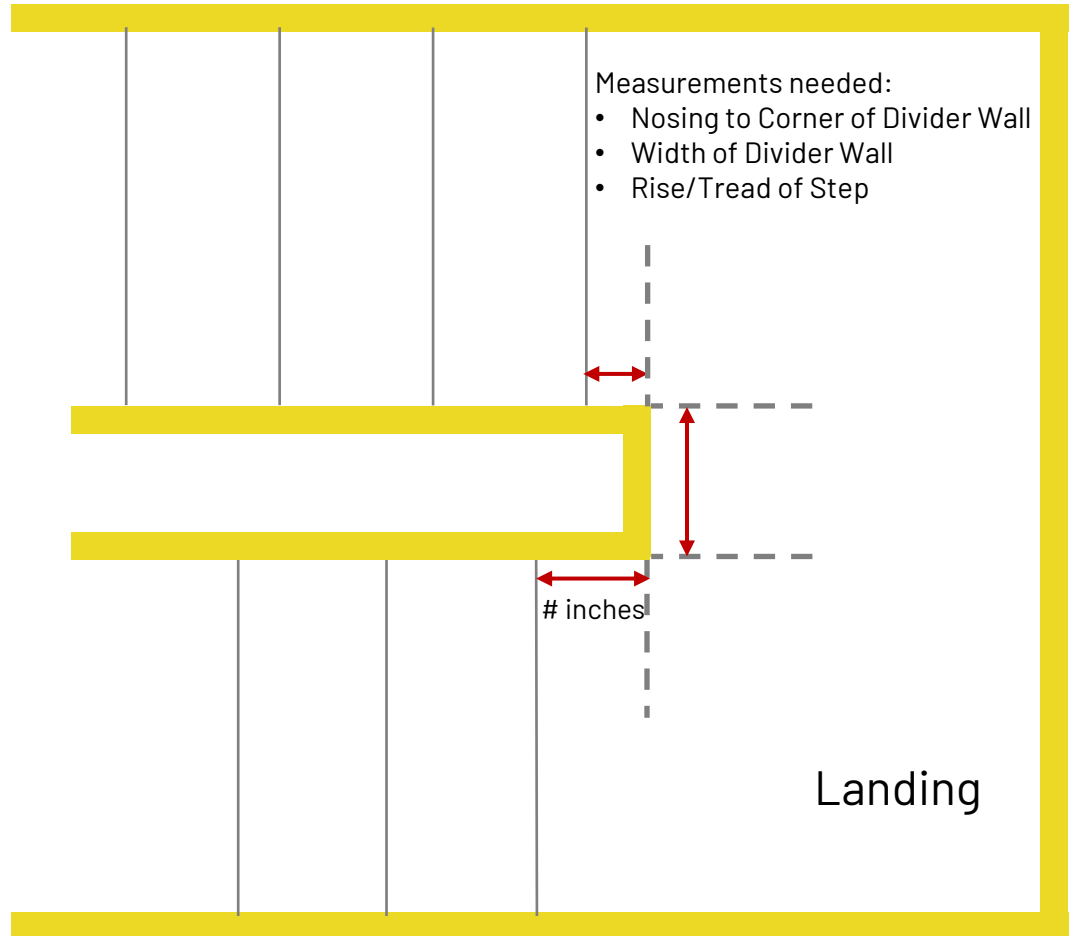 Measurements needed:
• Nosing to Corner of Divider Wall
• Width of Divider Wall
• Rise/Tread of Step
# inches
Landing